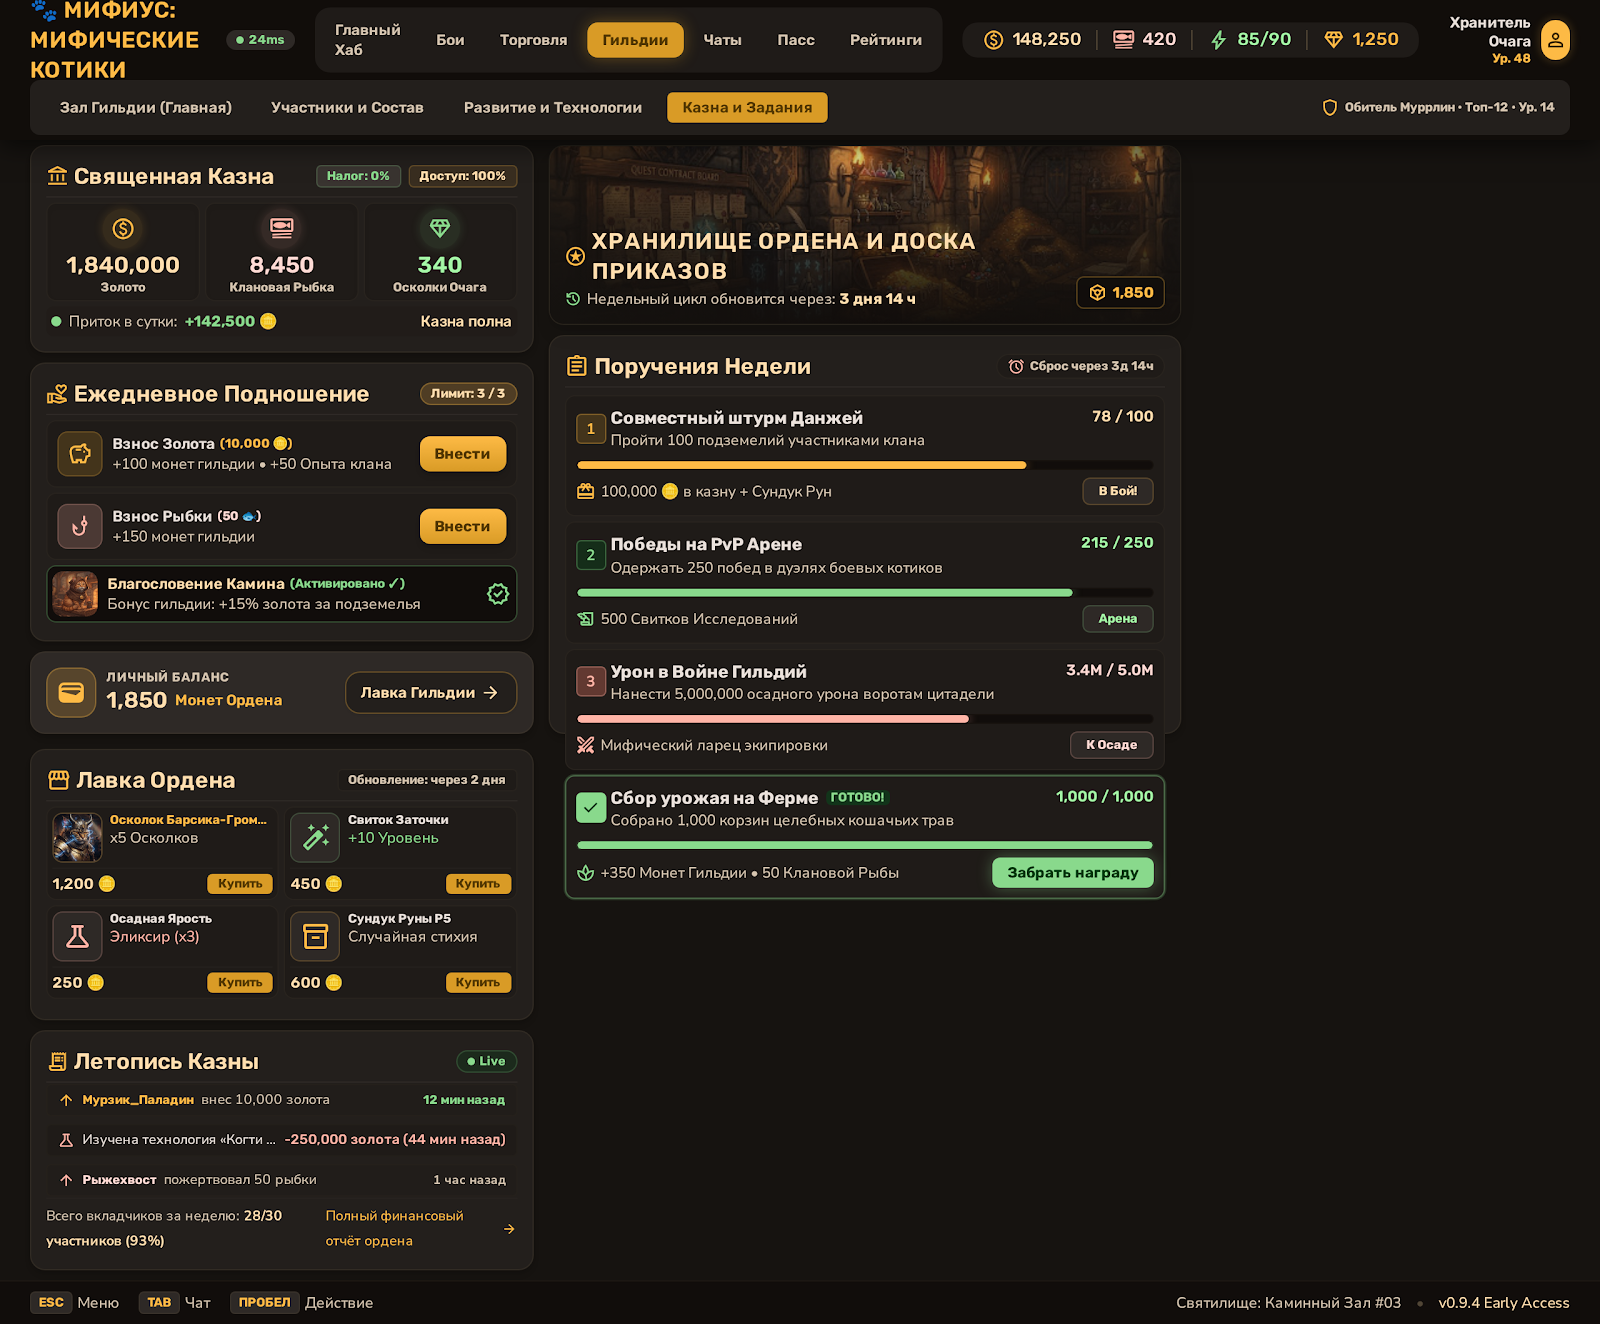 🐾 МИФИУС:
МИФИЧЕСКИЕ
КОТИКИ
24ms
Главный
Хаб
Бои
Торговля
Гильдии
Чаты
Пасс
Рейтинги
148,250
420
85/90
1,250
Хранитель
Очага
Ур. 48
Зал Гильдии (Главная)
Участники и Состав
Развитие и Технологии
Казна и Задания
Обитель Муррлин • Топ-12 • Ур. 14
Священная Казна
Налог: 0%
Доступ: 100%
1,840,000
Золото
8,450
Клановая Рыбка
340
Осколки Очага
Приток в сутки: +142,500 🪙
Казна полна
Ежедневное Подношение
Лимит: 3 / 3
Взнос Золота (10,000 🪙)
+100 монет гильдии • +50 Опыта клана
Внести
Взнос Рыбки (50 🐟)
+150 монет гильдии
Внести
Благословение Камина (Активировано ✓)
Бонус гильдии: +15% золота за подземелья
ЛИЧНЫЙ БАЛАНС
1,850 Монет Ордена
Лавка Гильдии →
Лавка Ордена
Обновление: через 2 дня
Осколок Барсика-Гром...
x5 Осколков
1,200 🪙
Купить
Свиток Заточки
+10 Уровень
450 🪙
Купить
Осадная Ярость
Эликсир (x3)
250 🪙
Купить
Сундук Руны Р5
Случайная стихия
600 🪙
Купить
Летопись Казны
Live
Мурзик_Паладин внес 10,000 золота
12 мин назад
Изучена технология «Когти ...
-250,000 золота (44 мин назад)
Рыжехвост пожертвовал 50 рыбки
1 час назад
Всего вкладчиков за неделю: 28/30
участников (93%)
Полный финансовый
отчёт ордена
QUEST CONTRACT BOARD
ХРАНИЛИЩЕ ОРДЕНА И ДОСКА
ПРИКАЗОВ
Недельный цикл обновится через: 3 дня 14 ч
1,850
Поручения Недели
Сброс через 3д 14ч
1
Совместный штурм Данжей
78 / 100
Пройти 100 подземелий участниками клана
100,000 🪙 в казну + Сундук Рун
В Бой!
2
Победы на PvP Арене
215 / 250
Одержать 250 побед в дуэлях боевых котиков
500 Свитков Исследований
Арена
3
Урон в Войне Гильдий
3.4M / 5.0M
Нанести 5,000,000 осадного урона воротам цитадели
Мифический ларец экипировки
К Осаде
Сбор урожая на Ферме ГОТОВО!
1,000 / 1,000
Собрано 1,000 корзин целебных кошачьих трав
+350 Монет Гильдии • 50 Клановой Рыбы
Забрать награду
ESC Меню
TAB Чат
ПРОБЕЛ Действие
Святилище: Каминный Зал #03 • v0.9.4 Early Access